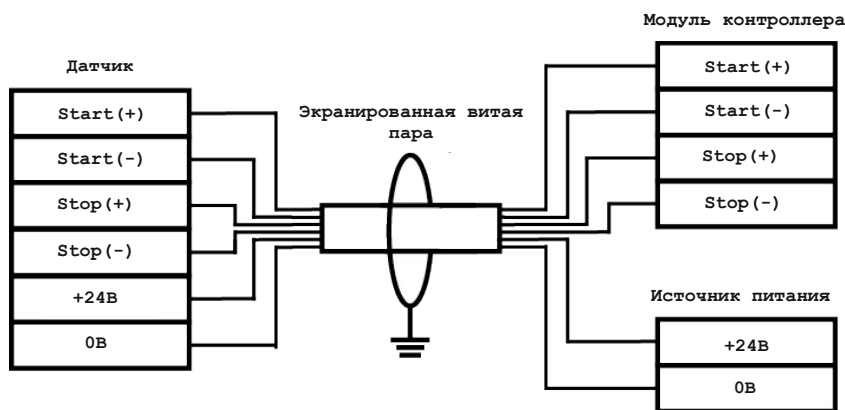 Модуль контроллера
Датчик
Start(+)
Start(-)
Stop(+)
Stop(-)
+24В
0В
Экранированная витая
пара
Start(+)
Start(-)
Stop(+)
Stop(-)
Источник питания
+24В
0В